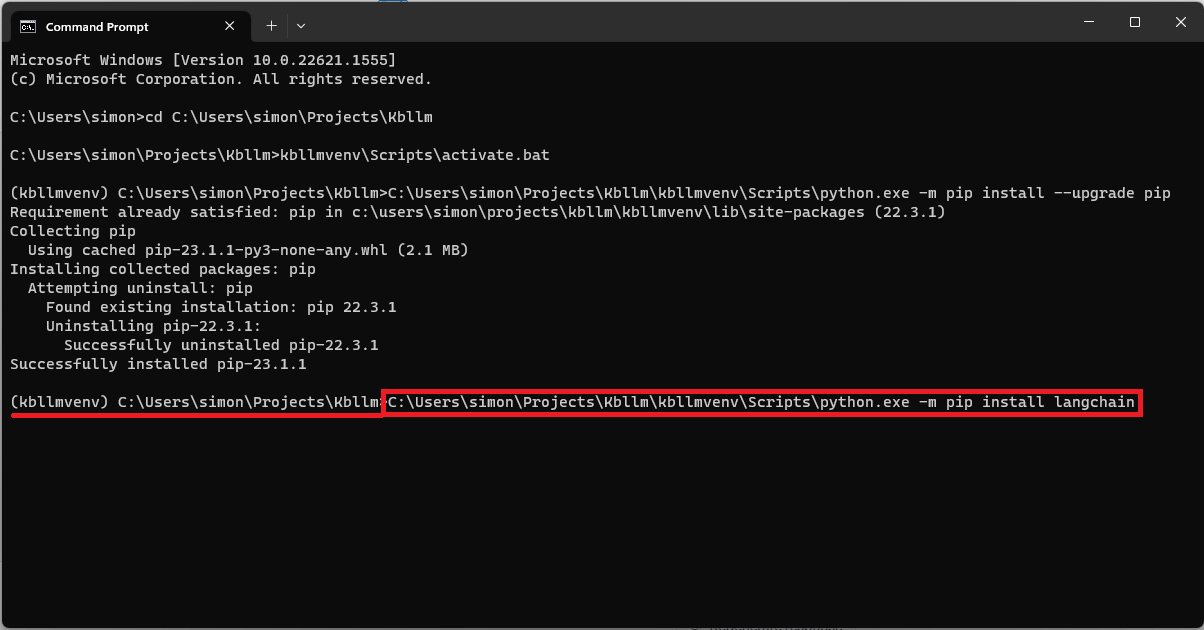 Command Prompt
Microsoft Windows [Version 10.0.22621.1555]
(c) Microsoft Corporation. All rights reserved.
C:\Users\simon>cd C:\Users\simon\Projects\Kbllm
C:\Users\simon\Projects\Kbllm>kbllmvenv\Scripts\activate.bat
(kbllmvenv) C:\Users\simon\Projects\Kbllm>C:\Users\simon\Projects\Kbllm\kbllmvenv\Scripts\python.exe -m pip install --upgrade pip
Requirement already satisfied: pip in c:\users\simon\projects\kbllm\kbllmvenv\lib\site-packages (22.3.1)
Collecting pip
  Using cached pip-23.1.1-py3-none-any.whl (2.1 MB)
Installing collected packages: pip
  Attempting uninstall: pip
    Found existing installation: pip 22.3.1
    Uninstalling pip-22.3.1:
      Successfully uninstalled pip-22.3.1
Successfully installed pip-23.1.1
(kbllmvenv) C:\Users\simon\Projects\Kbllm>C:\Users\simon\Projects\Kbllm\kbllmvenv\Scripts\python.exe -m pip install langchain